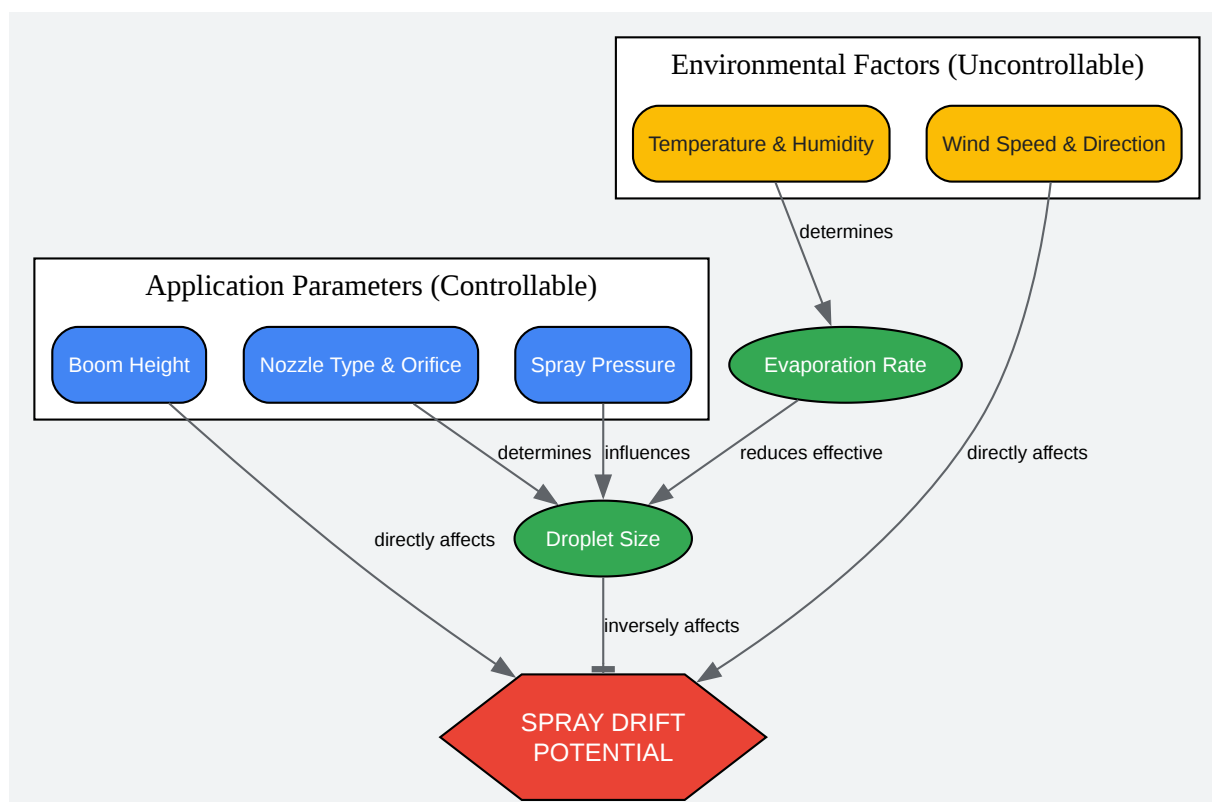 Environmental Factors (Uncontrollable)
Temperature & Humidity
Wind Speed & Direction
determines
Application Parameters (Controllable)
Boom Height
Nozzle Type & Orifice
Spray Pressure
Evaporation Rate
determines
influences
reduces effective
directly affects
directly affects
Droplet Size
inversely affects
SPRAY DRIFT
POTENTIAL